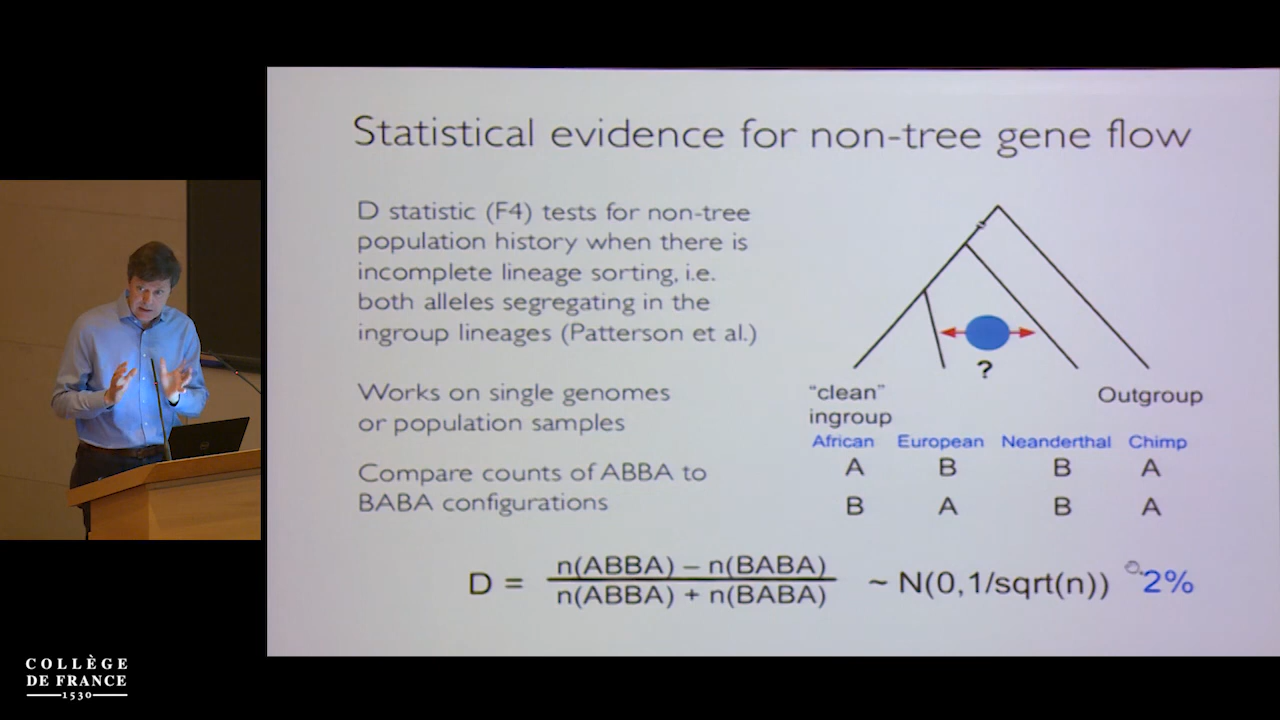 Statistical evidence for non-tree gene flow
D statistic (F4) tests for non-tree
population history when there is
incomplete lineage sorting, i.e.
both alleles segregating in the
ingroup lineages (Patterson et al.)
Works on single genomes
or population samples
Compare counts of ABBA to
BABA configurations
?
"clean"
ingroup
Outgroup
African European Neanderthal Chimp
A B B A
B A B A
D = n(ABBA) – n(BABA)
n(ABBA) + n(BABA)
~ N(0,1/sqrt(n)) 2%
COLLÈGE
DE FRANCE
1530